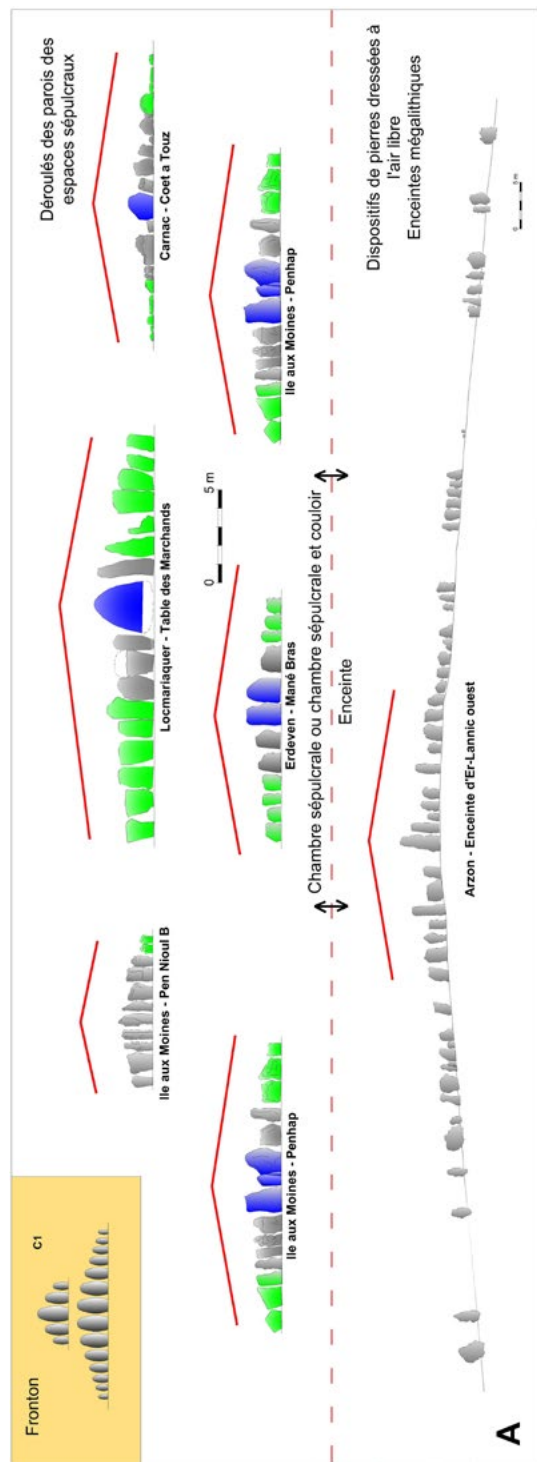 Fronton
C1
Ile aux Moines - Pen Nioul B
Locmariaquer - Table des Marchands
Carnac - Coet a Touz
Déroulés des parois des
espaces sépulcraux
Ile aux Moines - Penhap
0 5 m
Erdeven - Mané Bras
Ile aux Moines - Penhap
Chambre sépulcrale ou chambre sépulcrale et couloir
Enceinte
Dispositifs de pierres dressées à
l'air libre
Enceintes mégalithiques
Arzon - Enceinte d'Er-Lannic ouest
0 5 m
A